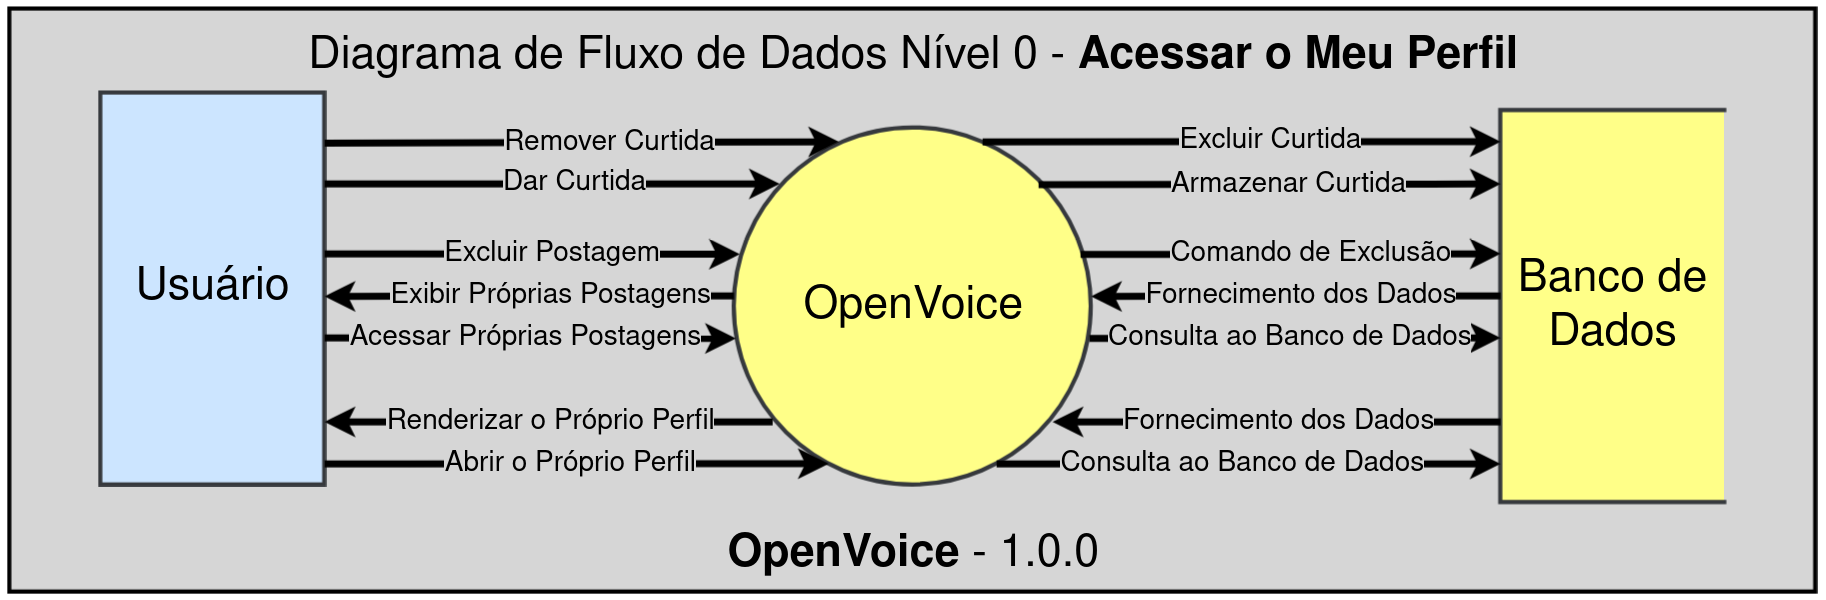 Diagrama de Fluxo de Dados Nível 0 - Acessar o Meu Perfil
Usuário
Remover Curtida
Dar Curtida
Excluir Postagem
Exibir Próprias Postagens
Acessar Próprias Postagens
Renderizar o Próprio Perfil
Abrir o Próprio Perfil
OpenVoice
Excluir Curtida
Armazenar Curtida
Comando de Exclusão
Fornecimento dos Dados
Consulta ao Banco de Dados
Fornecimento dos Dados
Consulta ao Banco de Dados
Banco de
Dados
OpenVoice - 1.0.0